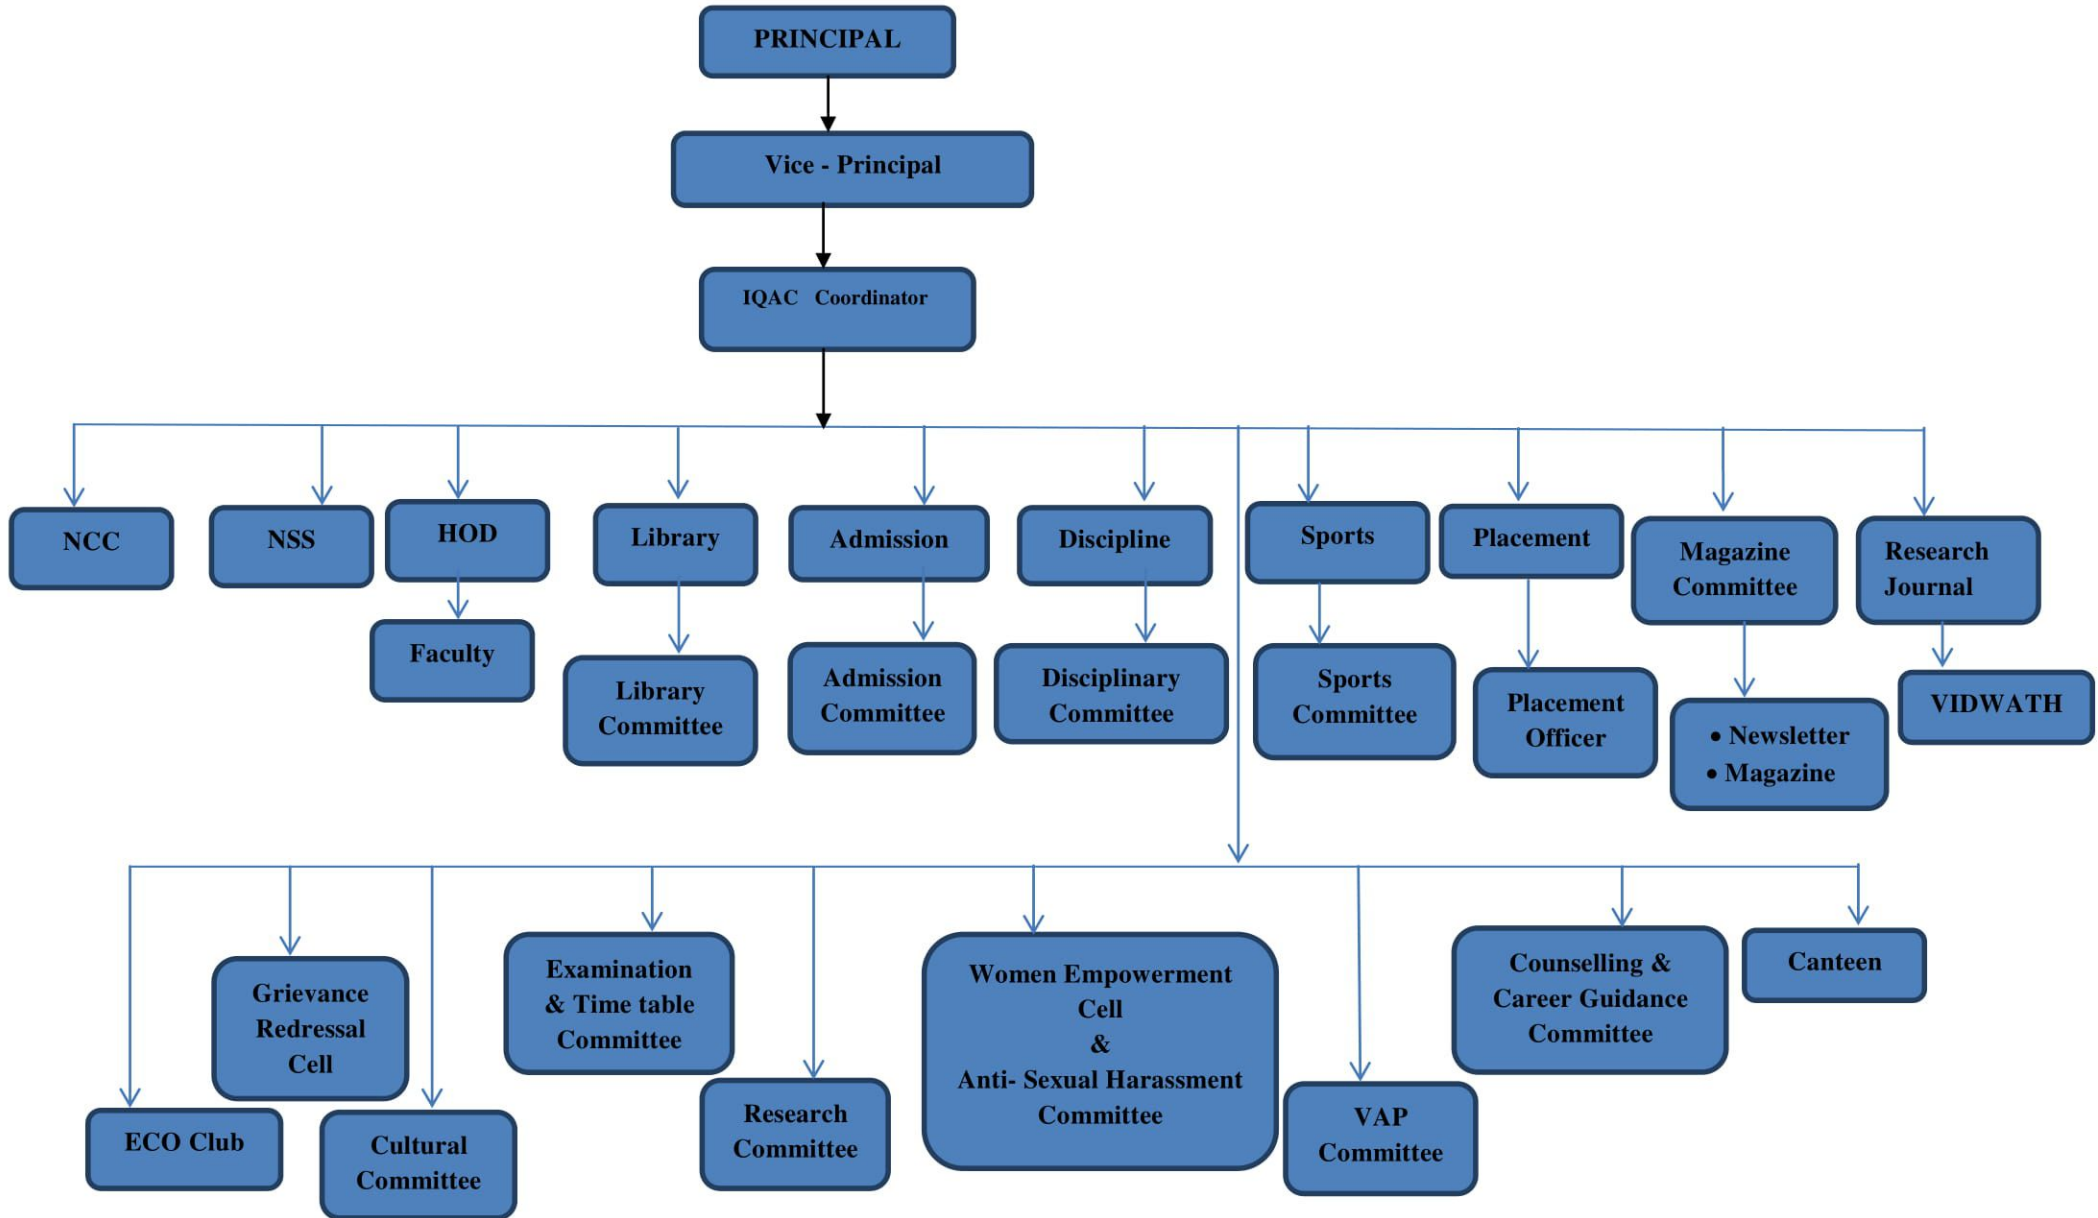 PRINCIPAL
Vice - Principal
IQAC Coordinator
NCC
NSS
HOD
Library
Admission
Discipline
Sports
Placement
Magazine
Committee
Research
Journal
Faculty
Library
Committee
Admission
Committee
Disciplinary
Committee
Sports
Committee
Placement
Officer
• Newsletter
• Magazine
VIDWATH
ECO Club
Grievance
Redressal
Cell
Cultural
Committee
Examination
& Time table
Committee
Research
Committee
Women Empowerment
Cell
&
Anti- Sexual Harassment
Committee
VAP
Committee
Counselling &
Career Guidance
Committee
Canteen